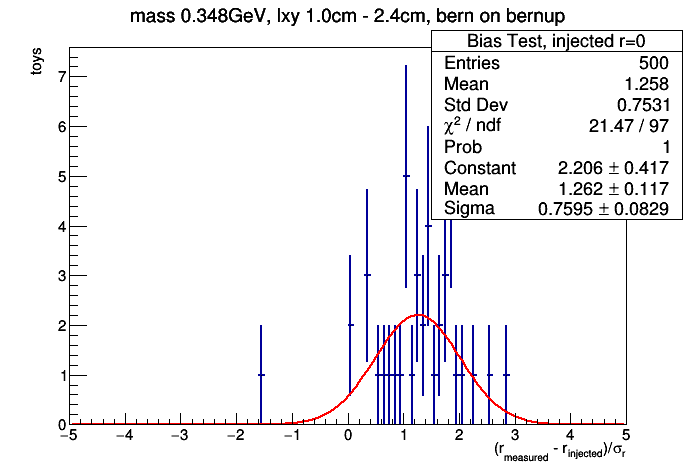 mass 0.348GeV, lxy 1.0cm - 2.4cm, bern on bernup
toys
Bias Test, injected r=0
Entries 500
Mean 1.258
Std Dev 0.7531
χ² / ndf 21.47 / 97
Prob 1
Constant 2.206 ± 0.417
Mean 1.262 ± 0.117
Sigma 0.7595 ± 0.0829
7
6
5
4
3
2
1
0
−5 −4 −3 −2 −1 0 1 2 3 4 5
(r_measured - r_injected)/σ_r